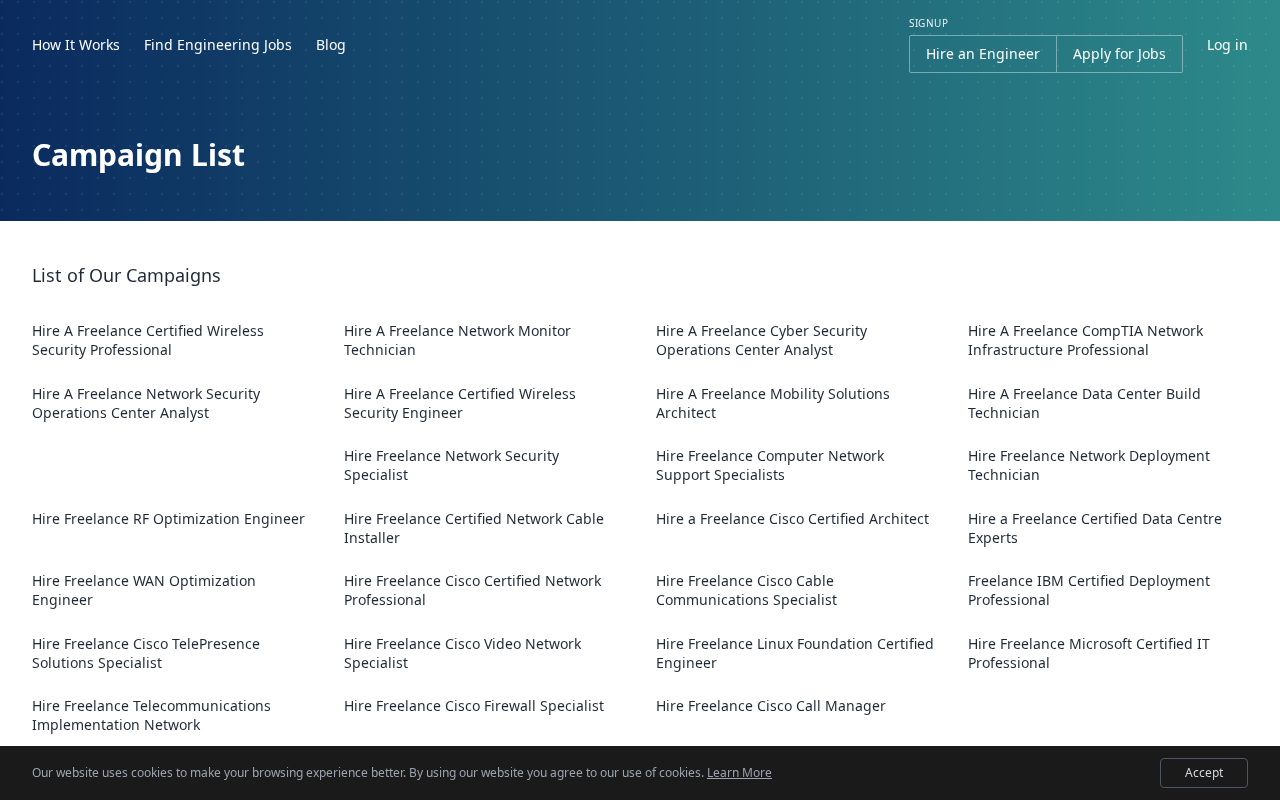 SIGNUP
How It Works
Find Engineering Jobs
Blog
Hire an Engineer
Apply for Jobs
Log in
Campaign List
List of Our Campaigns
Hire A Freelance Certified Wireless
Security Professional
Hire A Freelance Network Monitor
Technician
Hire A Freelance Cyber Security
Operations Center Analyst
Hire A Freelance CompTIA Network
Infrastructure Professional
Hire A Freelance Network Security
Operations Center Analyst
Hire A Freelance Certified Wireless
Security Engineer
Hire A Freelance Mobility Solutions
Architect
Hire A Freelance Data Center Build
Technician
Hire Freelance Network Security
Specialist
Hire Freelance Computer Network
Support Specialists
Hire Freelance Network Deployment
Technician
Hire Freelance RF Optimization Engineer
Hire Freelance Certified Network Cable
Installer
Hire a Freelance Cisco Certified Architect
Hire a Freelance Certified Data Centre
Experts
Hire Freelance WAN Optimization
Engineer
Hire Freelance Cisco Certified Network
Professional
Hire Freelance Cisco Cable
Communications Specialist
Freelance IBM Certified Deployment
Professional
Hire Freelance Cisco TelePresence
Solutions Specialist
Hire Freelance Cisco Video Network
Specialist
Hire Freelance Linux Foundation Certified
Engineer
Hire Freelance Microsoft Certified IT
Professional
Hire Freelance Telecommunications
Implementation Network
Hire Freelance Cisco Firewall Specialist
Hire Freelance Cisco Call Manager
Our website uses cookies to make your browsing experience better. By using our website you agree to our use of cookies. Learn More
Accept